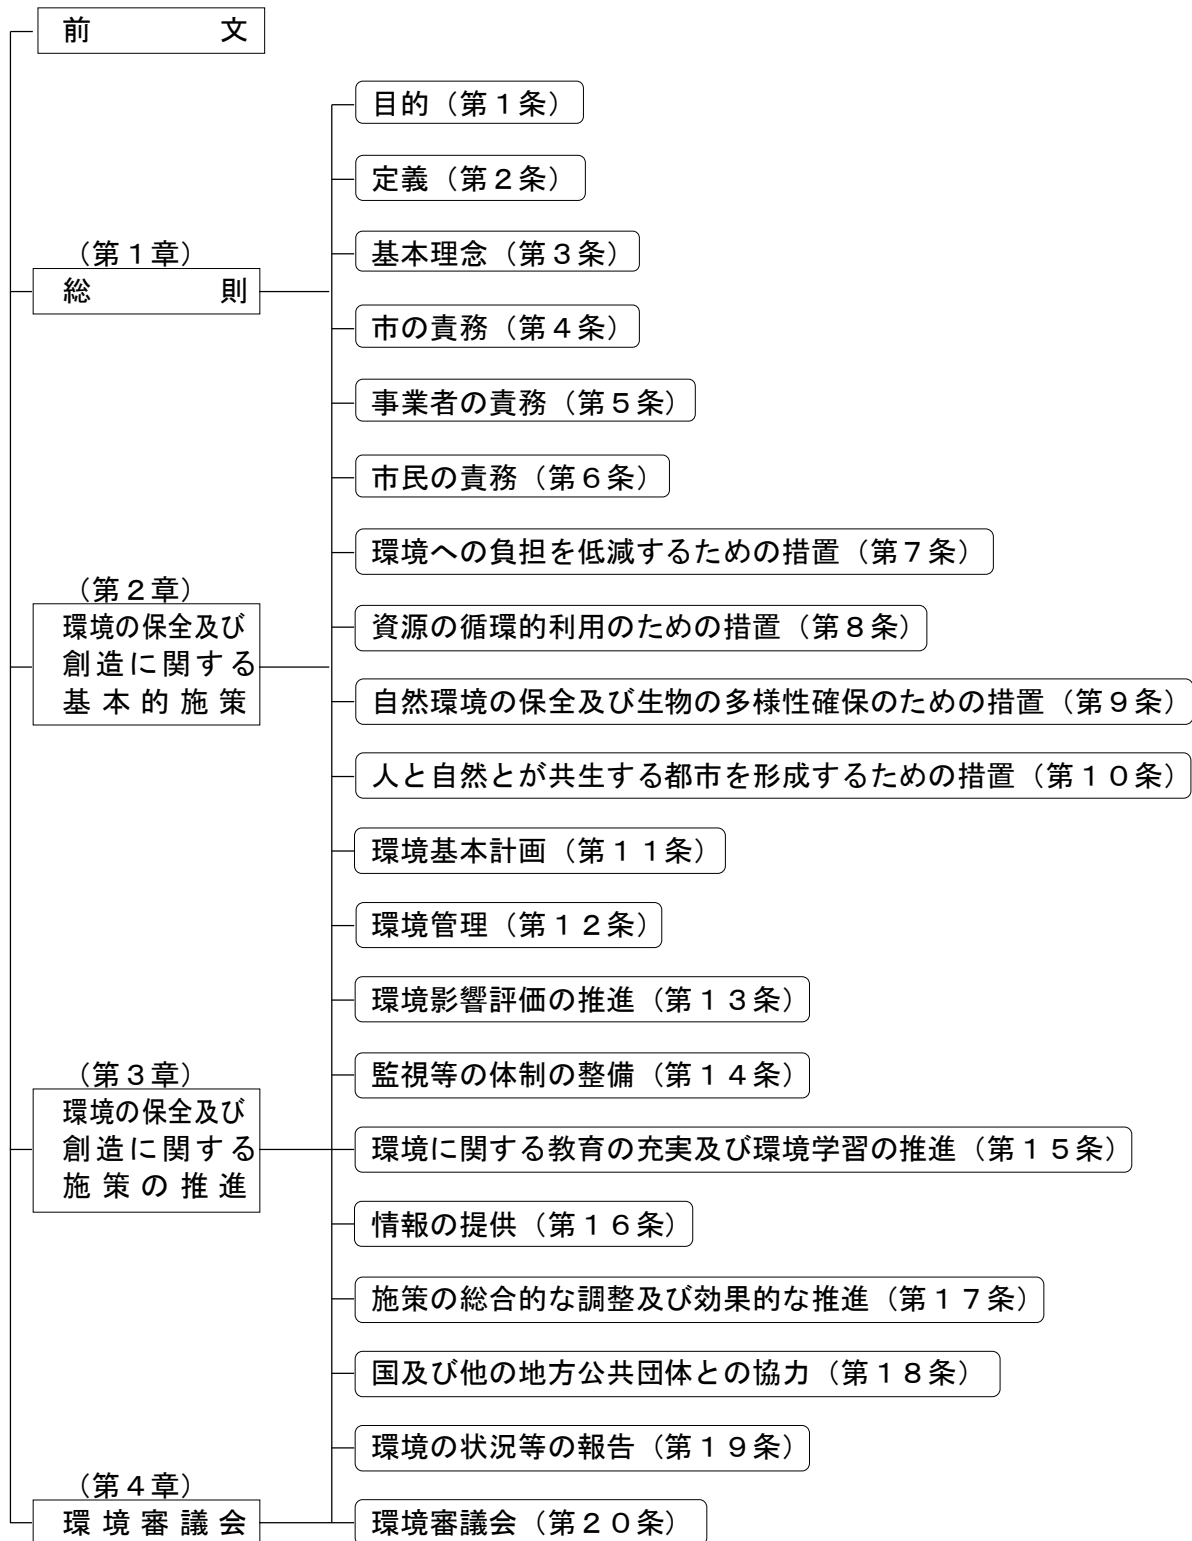 前文
目的（第１条）
定義（第２条）
（第１章）
総則
基本理念（第３条）
市の責務（第４条）
事業者の責務（第５条）
市民の責務（第６条）
環境への負担を低減するための措置（第７条）
（第２章）
環境の保全及び
創造に関する
基本的施策
資源の循環的利用のための措置（第８条）
自然環境の保全及び生物の多様性確保のための措置（第９条）
人と自然とが共生する都市を形成するための措置（第１０条）
環境基本計画（第１１条）
環境管理（第１２条）
環境影響評価の推進（第１３条）
監視等の体制の整備（第１４条）
（第３章）
環境の保全及び
創造に関する
施策の推進
環境に関する教育の充実及び環境学習の推進（第１５条）
情報の提供（第１６条）
施策の総合的な調整及び効果的な推進（第１７条）
国及び他の地方公共団体との協力（第１８条）
環境の状況等の報告（第１９条）
（第４章）
環境審議会
環境審議会（第２０条）